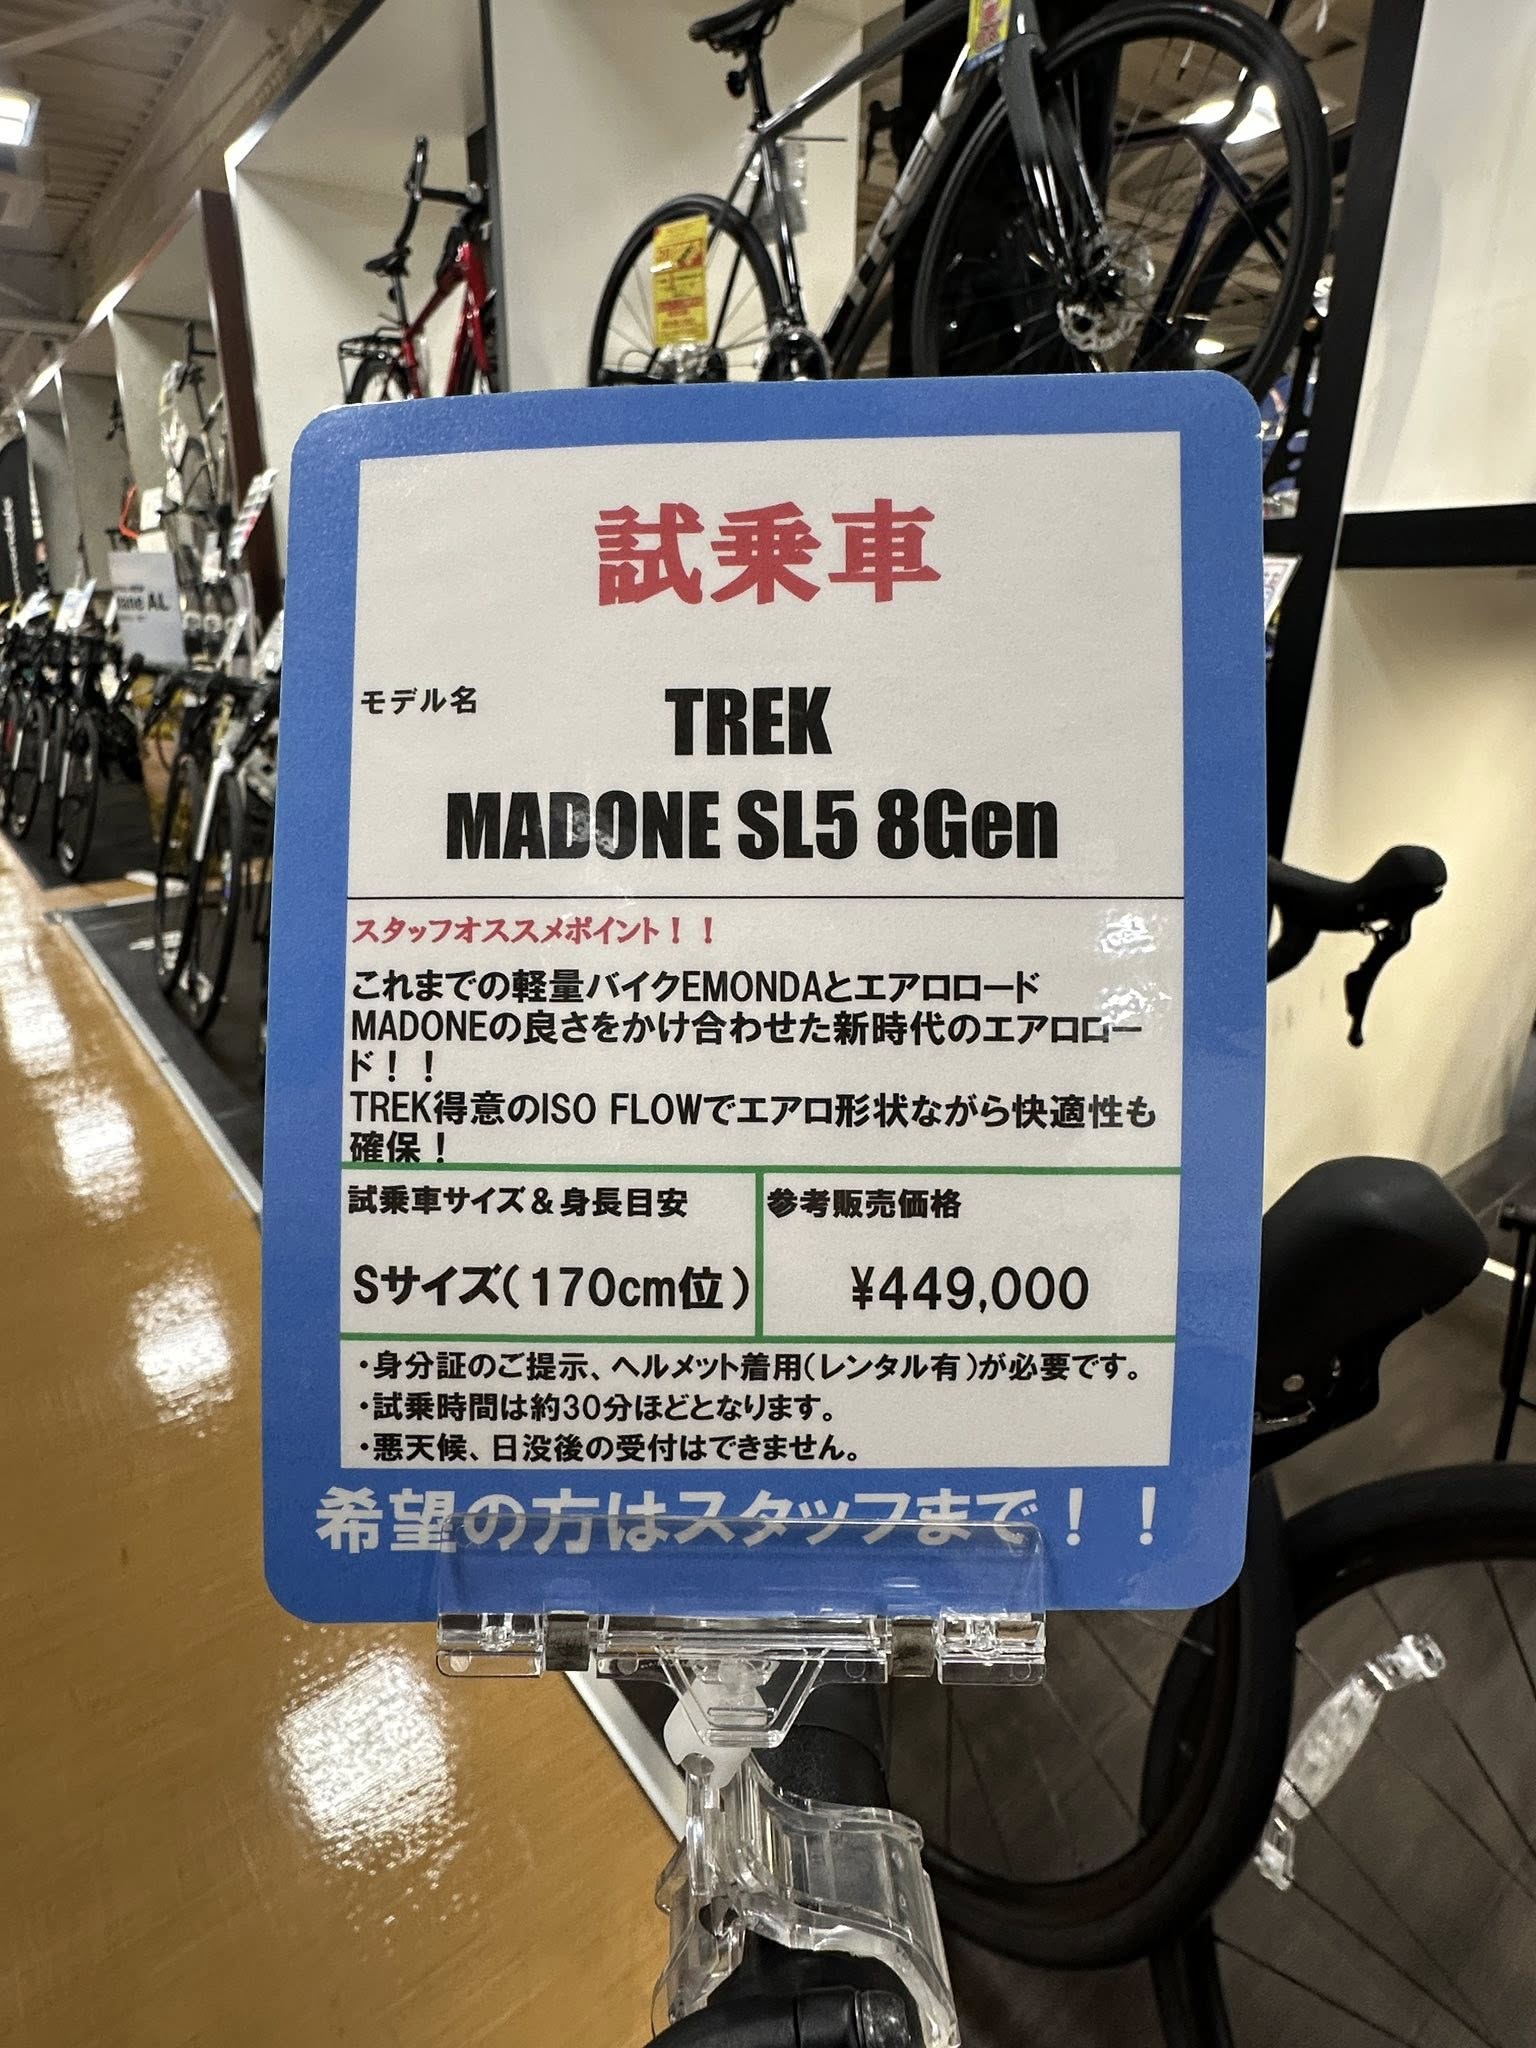 TREK
ane AL
試乗車
モデル名
TREK
MADONE SL5 8Gen
スタッフオススメポイント！！
これまでの軽量バイクEMONDAとエアロロード
MADONEの良さをかけ合わせた新時代のエアロロー
ド！！
TREK得意のISO FLOWでエアロ形状ながら快適性も
確保！
試乗車サイズ＆身長目安
Sサイズ（170cm位）
参考販売価格
¥449,000
・身分証のご提示、ヘルメット着用（レンタル有）が必要です。
・試乗時間は約30分ほどとなります。
・悪天候、日没後の受付はできません。
希望の方はスタッフまで！！